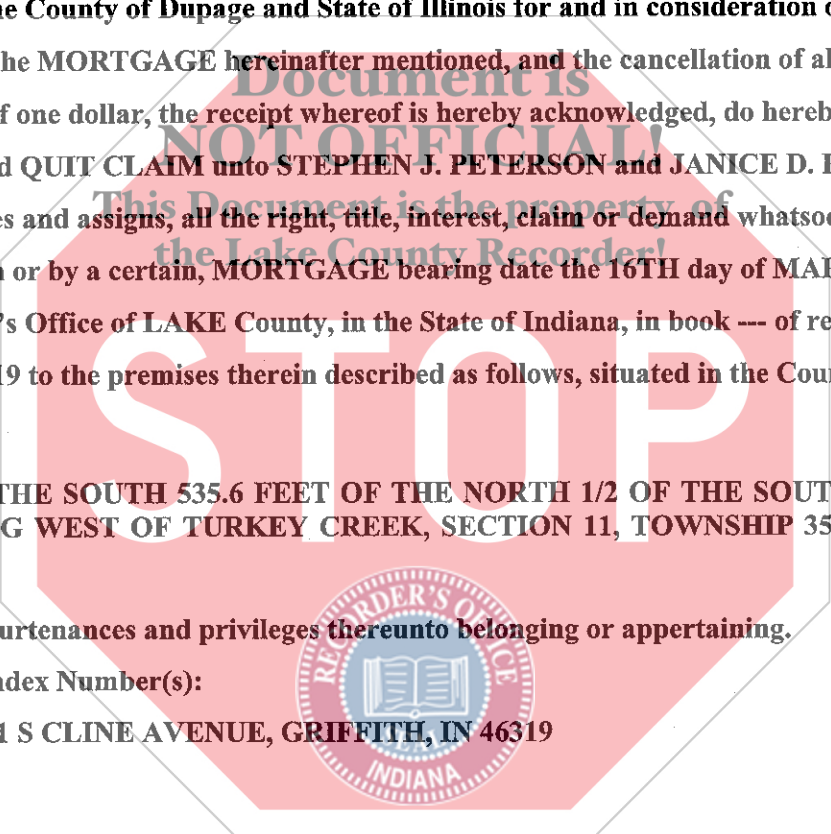 he County of Dupage and State of Illinois for and in consideration o
he MORTGAGE hereinafter mentioned, and the cancellation of al
Document is
f one dollar, the receipt whereof is hereby acknowledged, do hereb
NOT OFFICIAL!
d QUIT CLAIM unto STEPHEN J. PETERSON and JANICE D. P
This Document is the property of
es and assigns, all the right, title, interest, claim or demand whatsoe
the Lake County Recorder!
n or by a certain, MORTGAGE bearing date the 16TH day of MAR
's Office of LAKE County, in the State of Indiana, in book --- of re
19 to the premises therein described as follows, situated in the Coun
STOP
THE SOUTH 535.6 FEET OF THE NORTH 1/2 OF THE SOUT
G WEST OF TURKEY CREEK, SECTION 11, TOWNSHIP 35
urtenances and privileges thereunto belonging or appertaining.
ndex Number(s):
1 S CLINE AVENUE, GRIFFITH, IN 46319
RECORDER'S OFFICE
SEAL
INDIANA